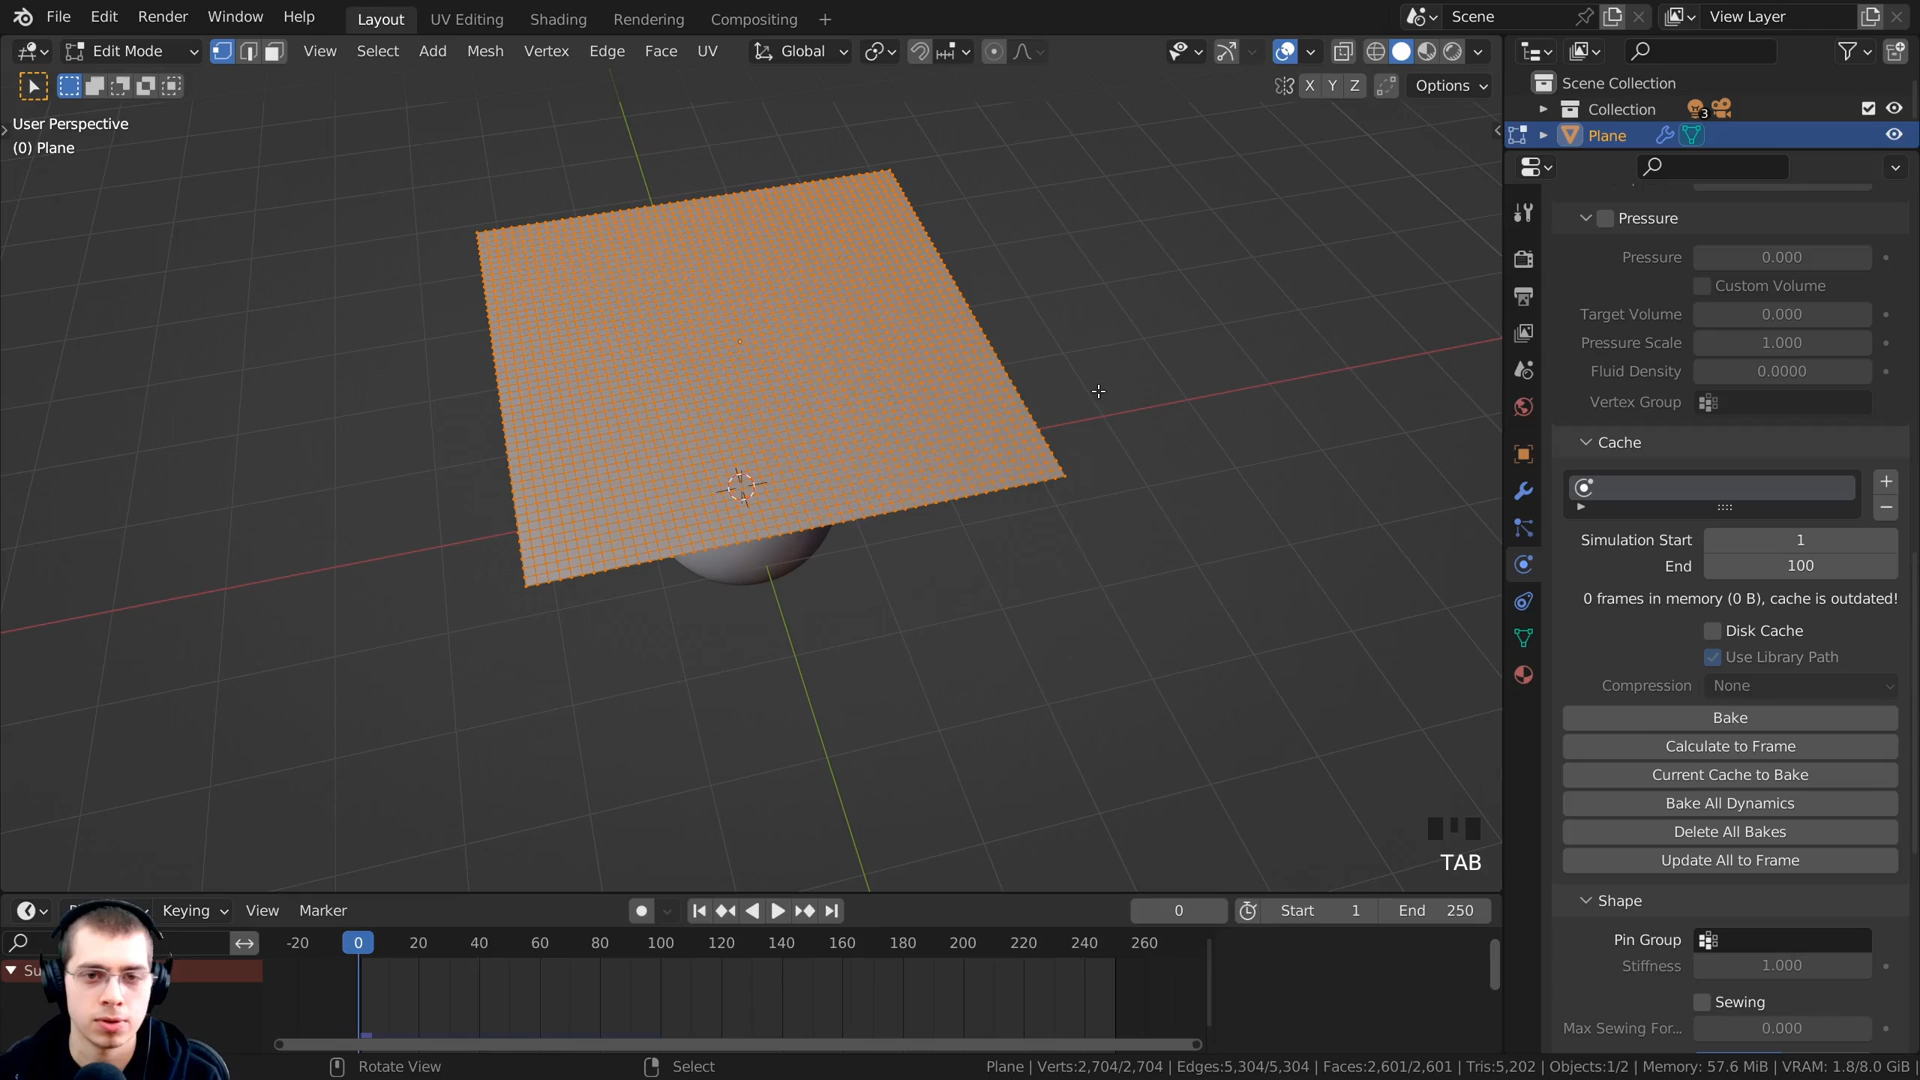 File Edit Render Window Help Layout UV Editing Shading Rendering Compositing + Scene View Layer
Edit Mode View Select Add Mesh Vertex Edge Face UV Global
X Y Z Options
User Perspective
(0) Plane
Scene Collection
Collection 3
Plane
Pressure
Pressure 0.000
Custom Volume
Target Volume 0.000
Pressure Scale 1.000
Fluid Density 0.0000
Vertex Group
Cache
Simulation Start 1
End 100
0 frames in memory (0 B), cache is outdated!
Disk Cache
Use Library Path
Compression None
Bake
Calculate to Frame
Current Cache to Bake
Bake All Dynamics
Delete All Bakes
Update All to Frame
Shape
Pin Group
Stiffness 1.000
Sewing
Max Sewing For... 0.000
TAB
Keying View Marker 0 Start 1 End 250
-20 0 20 40 60 80 100 120 140 160 180 200 220 240 260
Su
Rotate View Select Plane | Verts:2,704/2,704 | Edges:5,304/5,304 | Faces:2,601/2,601 | Tris:5,202 | Objects:1/2 | Memory: 57.6 MiB | VRAM: 1.8/8.0 GiB |